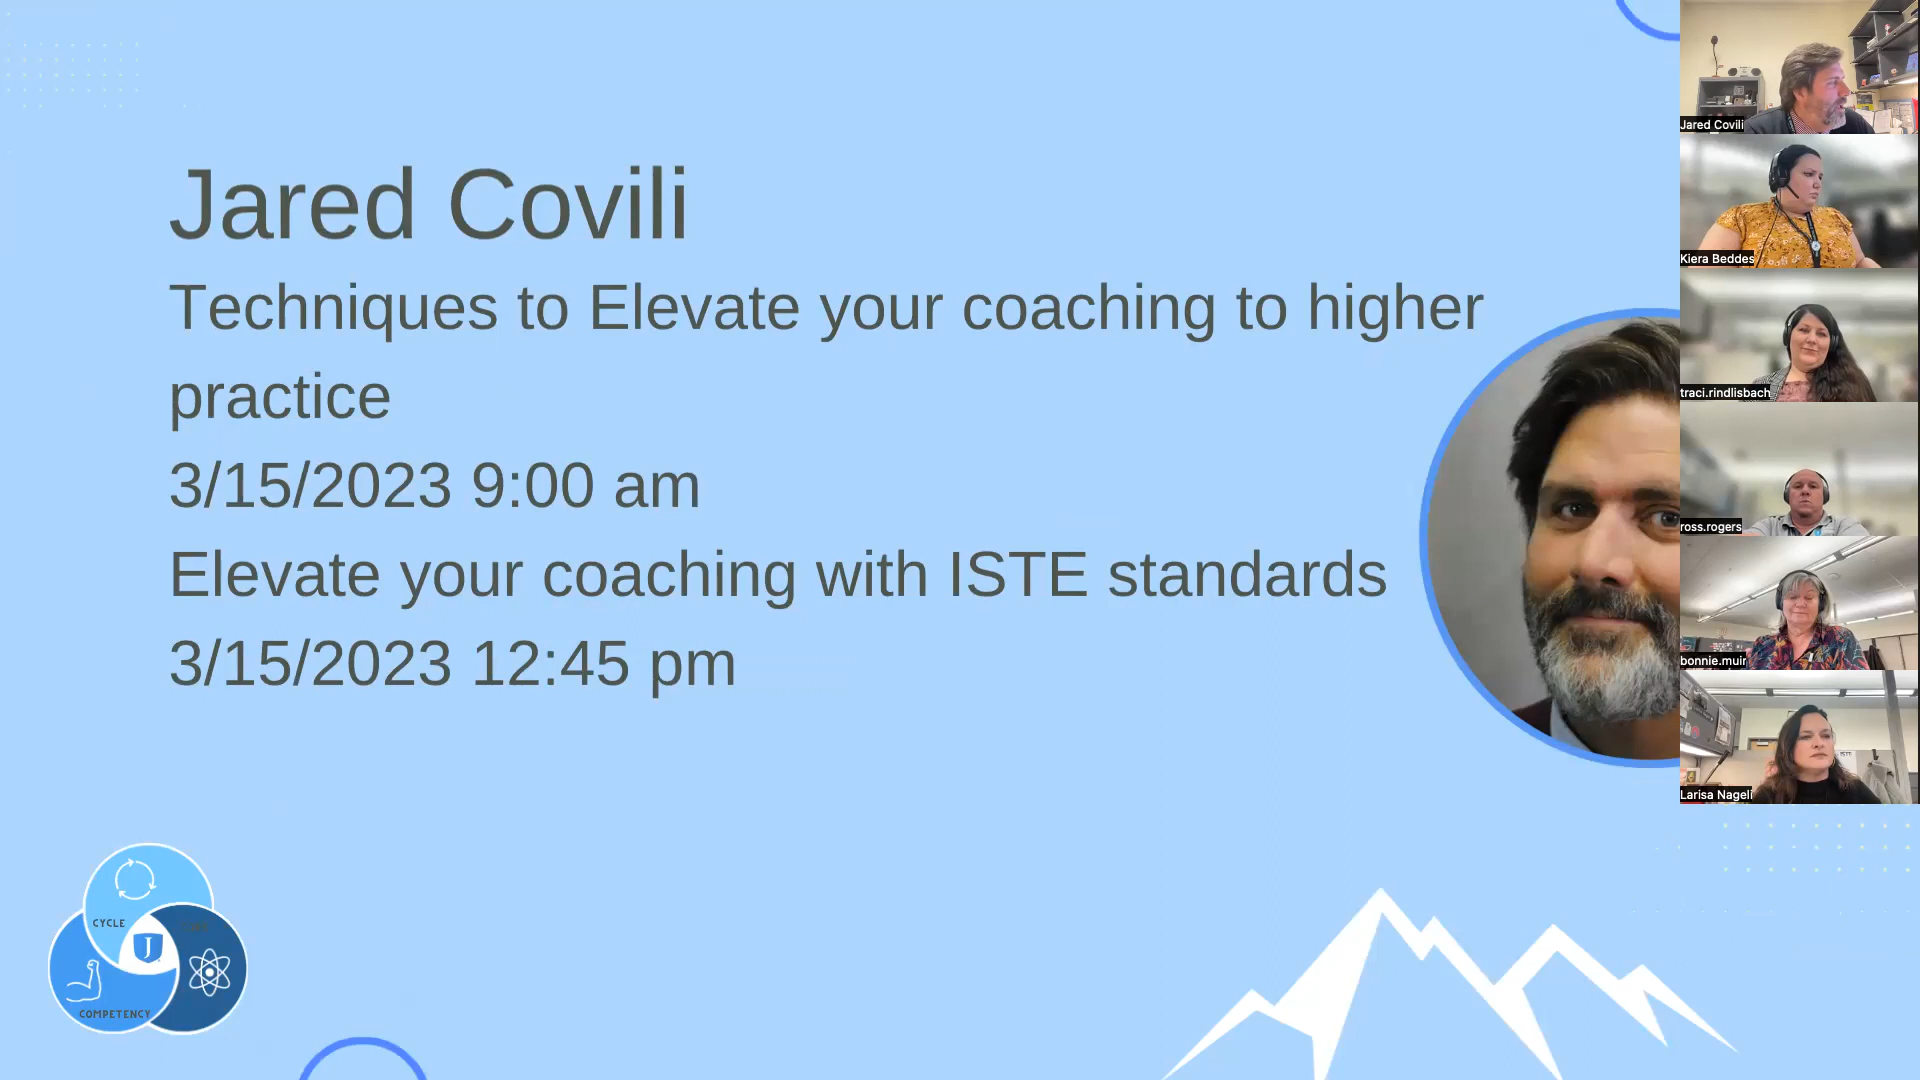 Jared Covili
Techniques to Elevate your coaching to higher
practice
3/15/2023 9:00 am
Elevate your coaching with ISTE standards
3/15/2023 12:45 pm
CYCLE
J
COMPETENCY
Jared Covili
Kiera Beddes
traci.rindlisbach
ross.rogers
bonnie.muir
Larisa Nageli